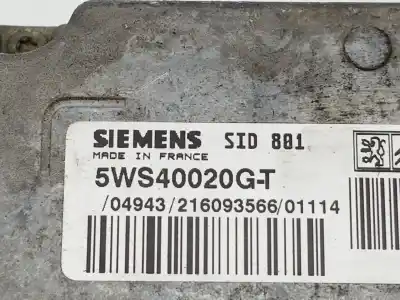 SIEMENS SID 801
MADE IN FRANCE
5WS40020G-T
/04943/216093566/01114